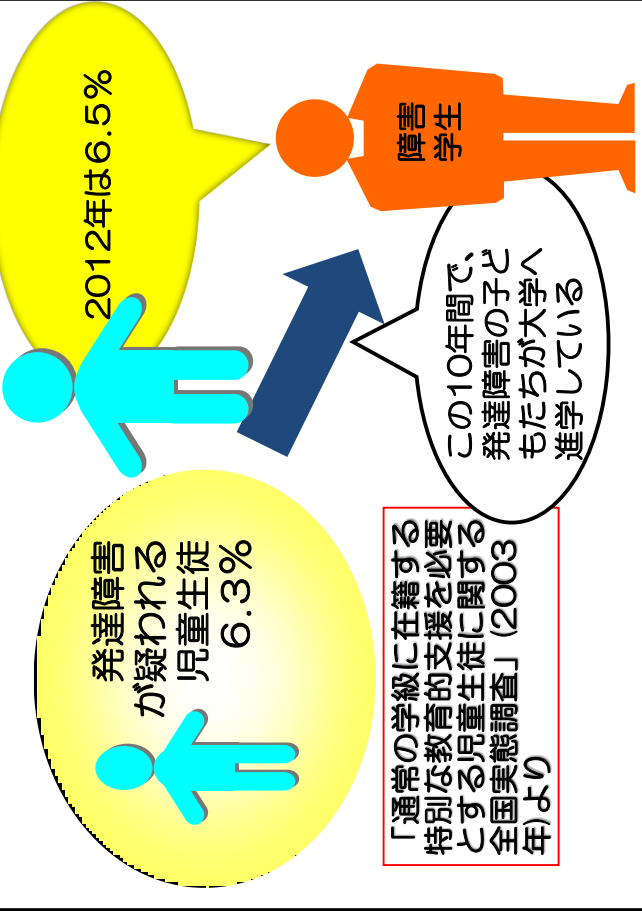 発達障害
が疑われる
児童生徒
6.3%
2012年は6.5%
障害
学生
この10年間で、
発達障害の子ど
もたちが大学へ
進学している
「通常の学級に在籍する
特別な教育的支援を必要
とする児童生徒に関する
全国実態調査」(2003
年)より